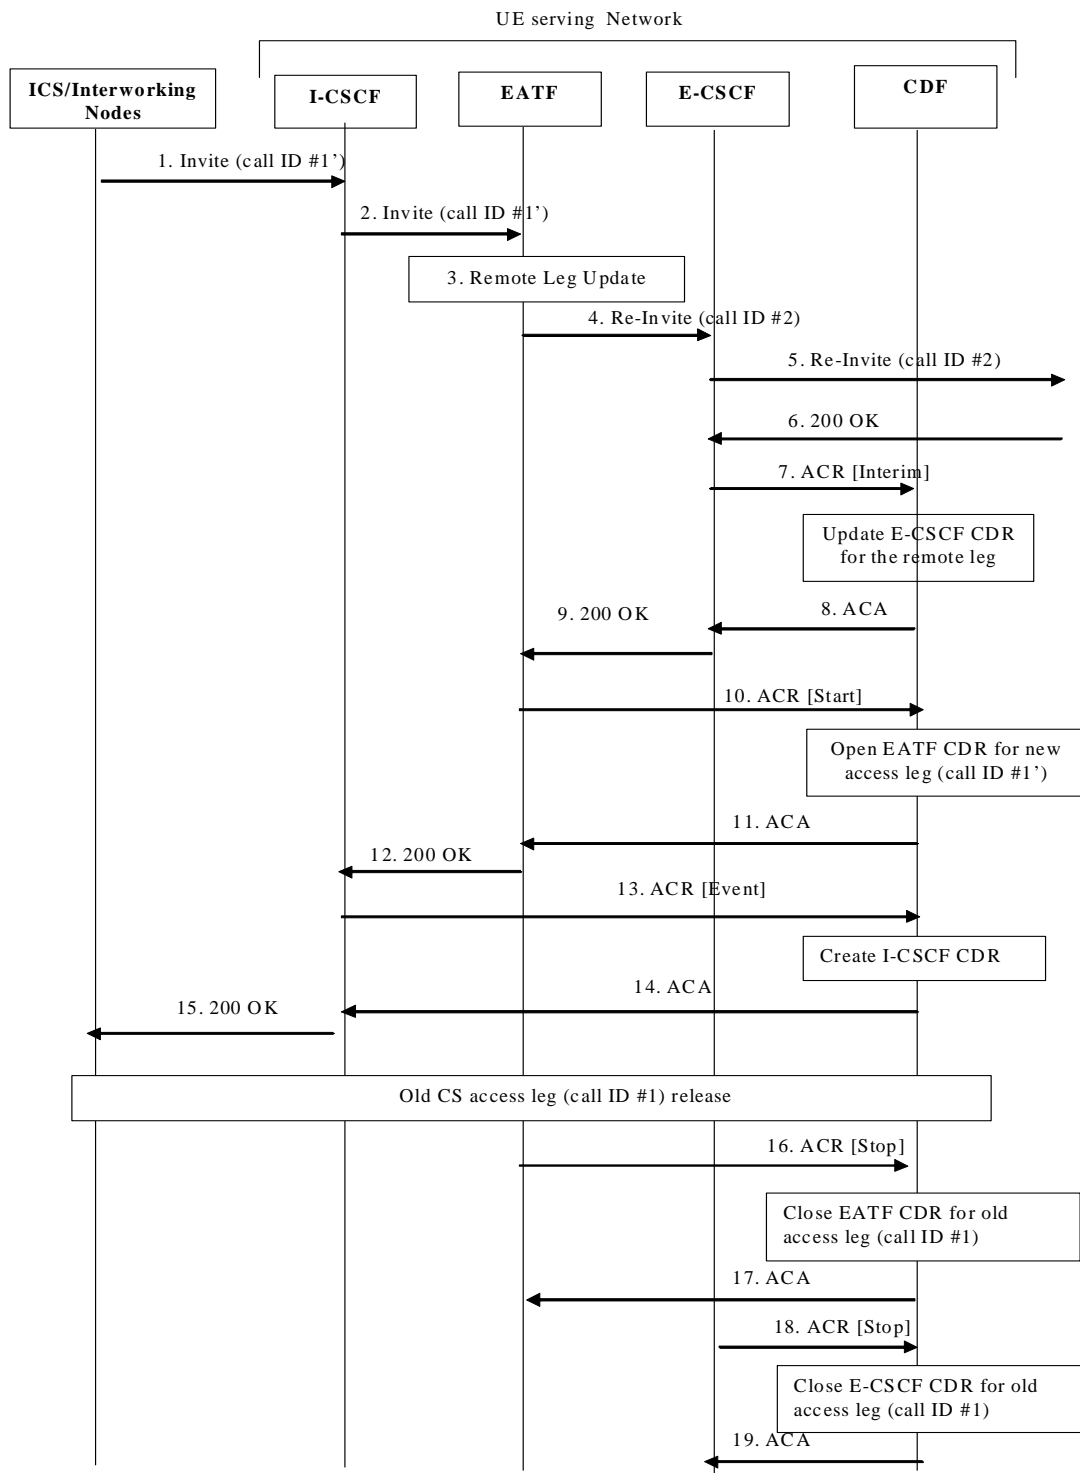 UE serving Network
ICS/Interworking
Nodes
I-CSCF
EATF
E-CSCF
CDF
1. Invite (call ID #1’)
2. Invite (call ID #1’)
3. Remote Leg Update
4. Re-Invite (call ID #2)
5. Re-Invite (call ID #2)
6. 200 OK
7. ACR [Interim]
Update E-CSCF CDR
for the remote leg
8. ACA
9. 200 OK
10. ACR [Start]
Open EATF CDR for new
access leg (call ID #1’)
11. ACA
12. 200 OK
13. ACR [Event]
Create I-CSCF CDR
14. ACA
15. 200 OK
Old CS access leg (call ID #1) release
16. ACR [Stop]
Close EATF CDR for old
access leg (call ID #1)
17. ACA
18. ACR [Stop]
Close E-CSCF CDR for old
access leg (call ID #1)
19. ACA